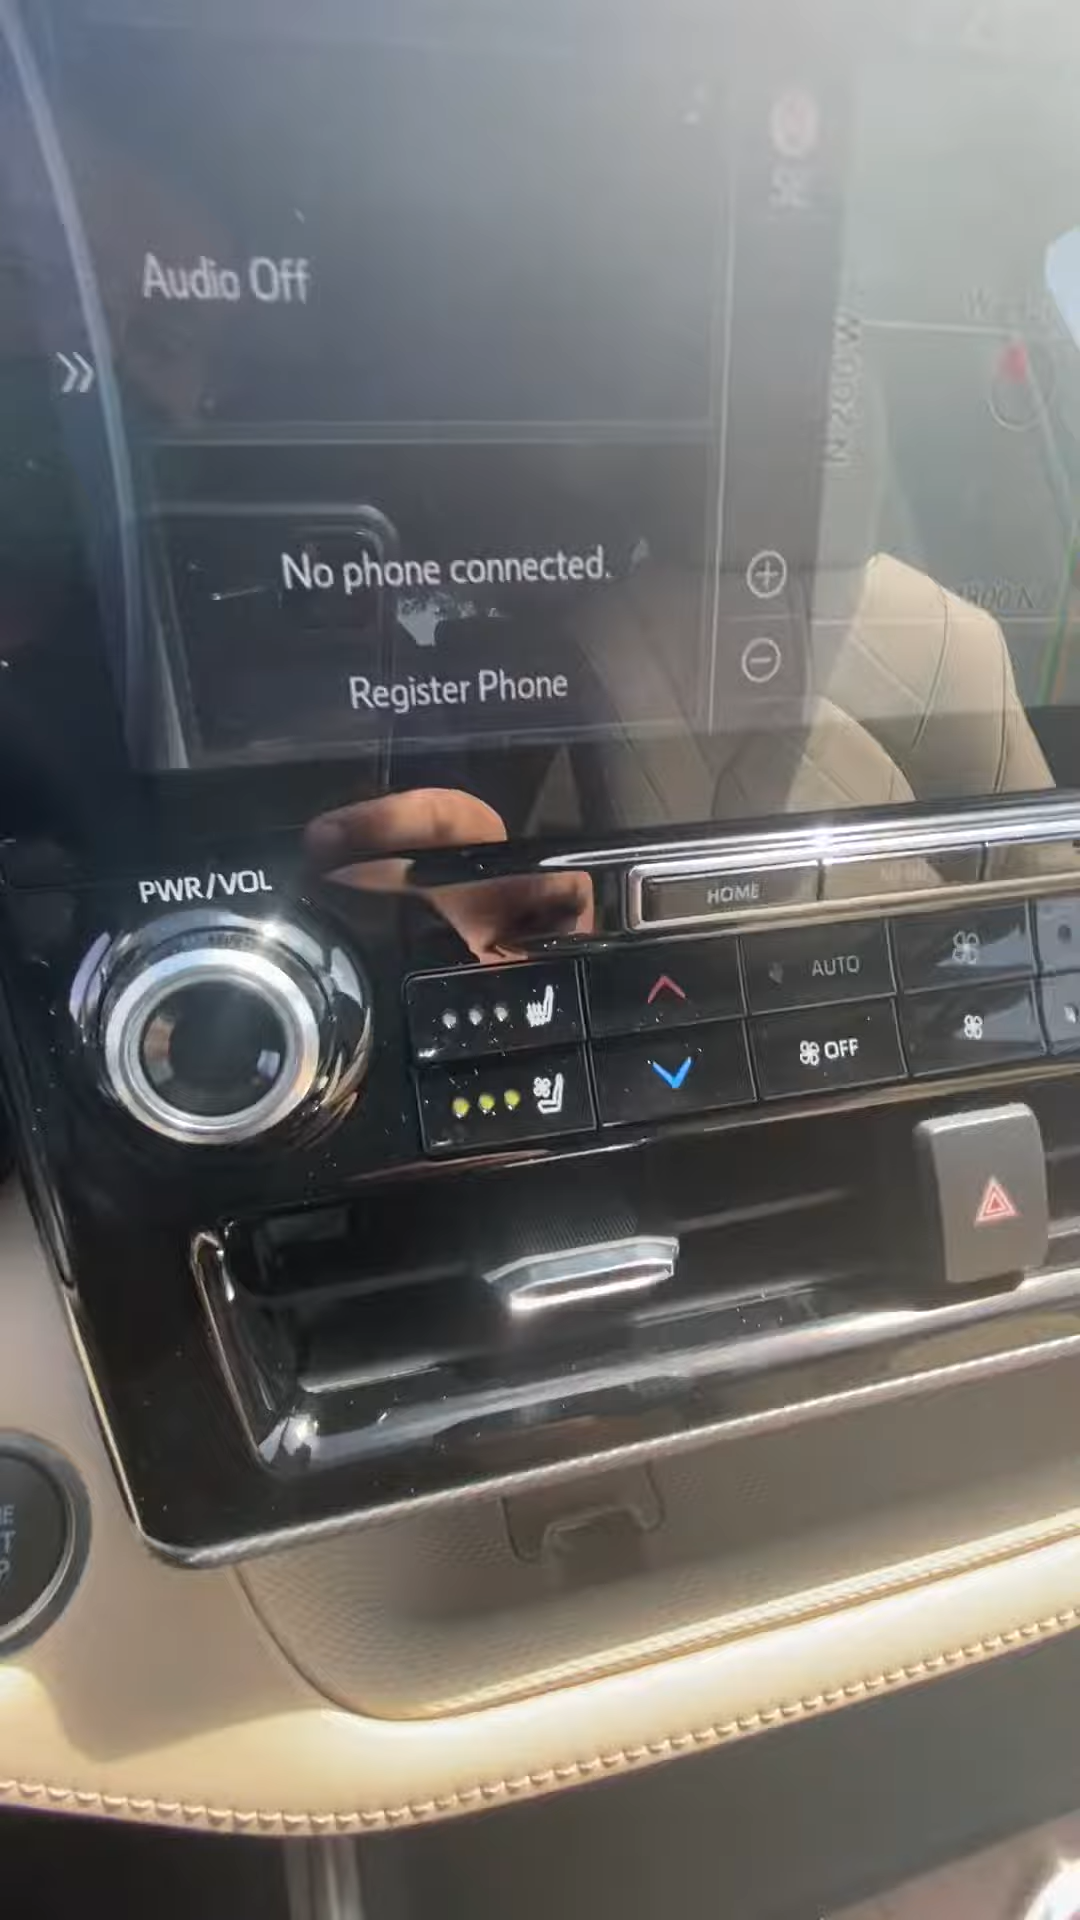 Audio Off
No phone connected.
Register Phone
PWR/VOL
HOME
AUTO
OFF